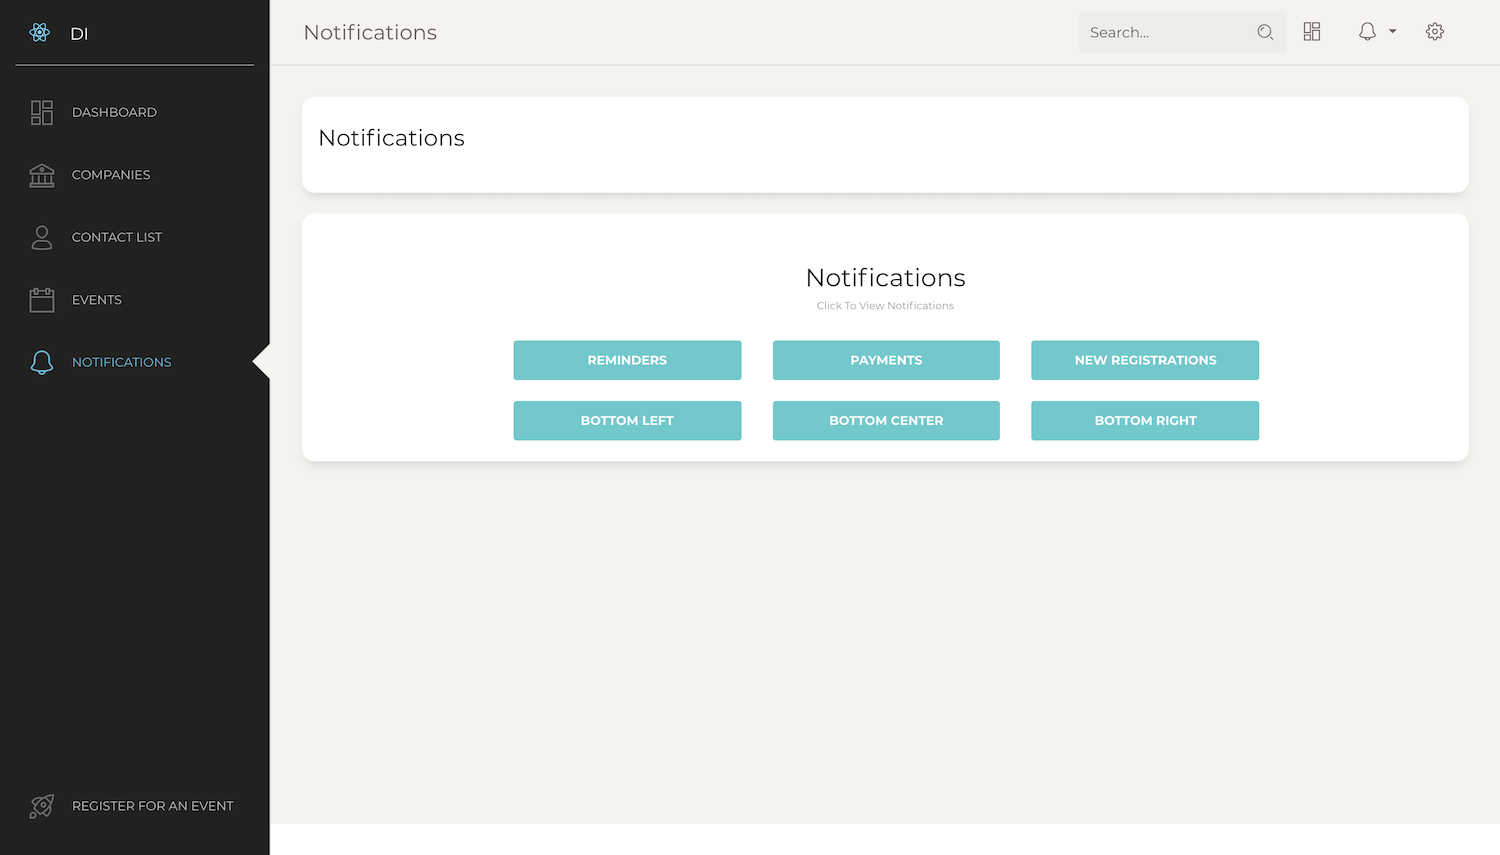 DI
Notifications
Search...
DASHBOARD
COMPANIES
CONTACT LIST
EVENTS
NOTIFICATIONS
REGISTER FOR AN EVENT
Notifications
Notifications
Click To View Notifications
REMINDERS
PAYMENTS
NEW REGISTRATIONS
BOTTOM LEFT
BOTTOM CENTER
BOTTOM RIGHT